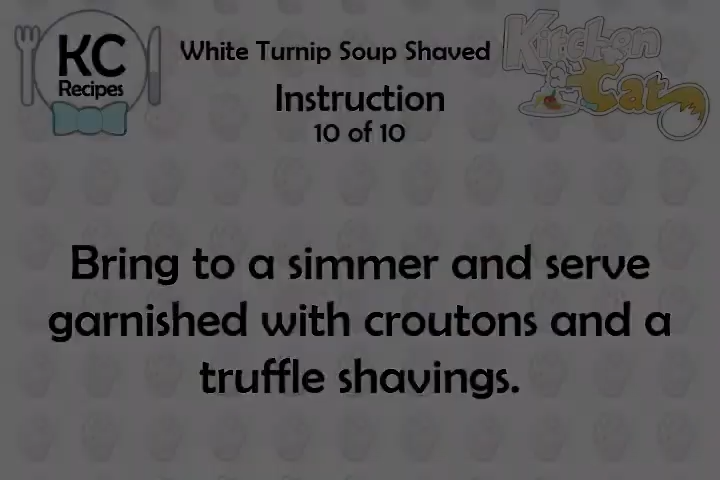 KC
Recipes
White Turnip Soup Shaved
Kitchen
Cat
Instruction
10 of 10
Bring to a simmer and serve
garnished with croutons and a
truffle shavings.